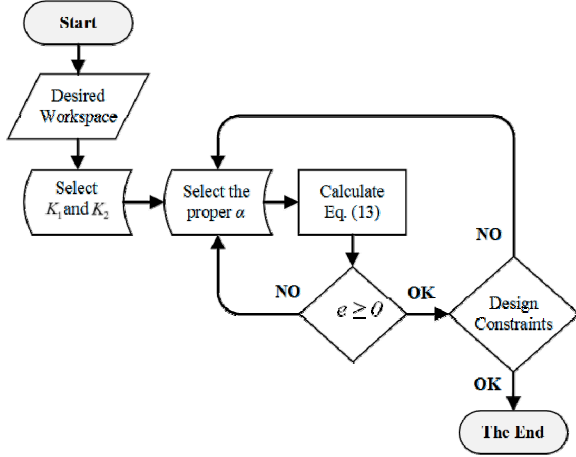 Start
Desired
Workspace
Select
K₁ and K₂
Select the
proper α
Calculate
Eq. (13)
NO
e ≥ 0
OK
NO
Design
Constraints
OK
The End